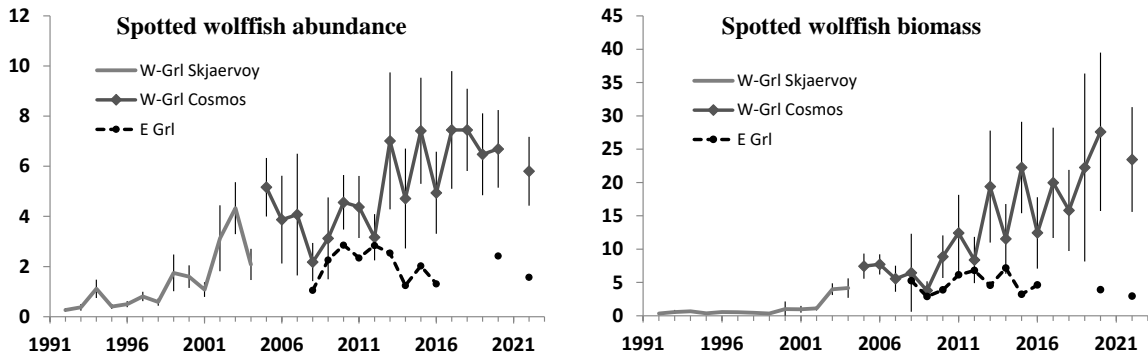 Spotted wolffish abundance
12
10
8
6
4
2
0
W-Grl Skjaervoy
W-Grl Cosmos
E Grl
1991 1996 2001 2006 2011 2016 2021
Spotted wolffish biomass
45
40
35
30
25
20
15
10
5
0
W-Grl Skjaervoy
W-Grl Cosmos
E Grl
1991 1996 2001 2006 2011 2016 2021